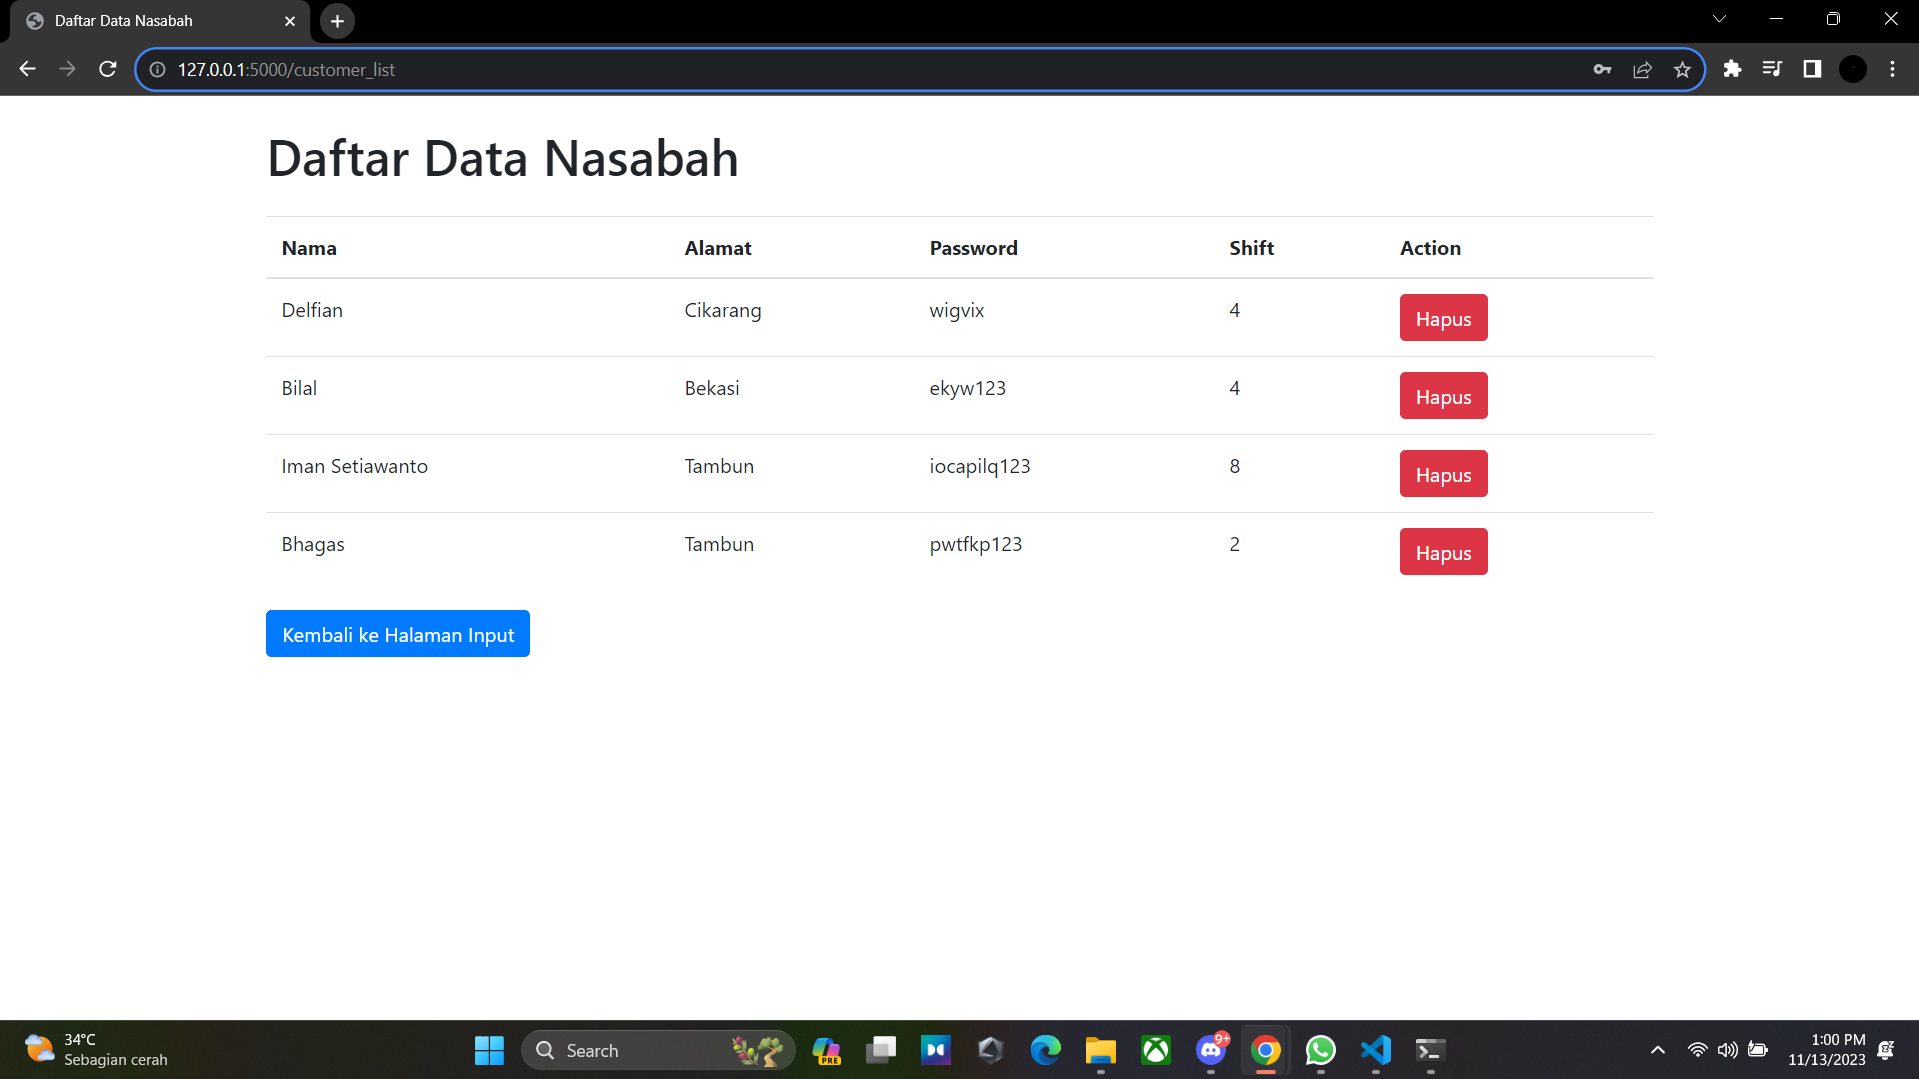 Daftar Data Nasabah
127.0.0.1:5000/customer_list
Daftar Data Nasabah
Nama Alamat Password Shift Action
Delfian Cikarang wigvix 4 Hapus
Bilal Bekasi ekyw123 4 Hapus
Iman Setiawanto Tambun iocapilq123 8 Hapus
Bhagas Tambun pwtfkp123 2 Hapus
Kembali ke Halaman Input
34°C
Sebagian cerah
Search
PRE
9+
1:00 PM
11/13/2023